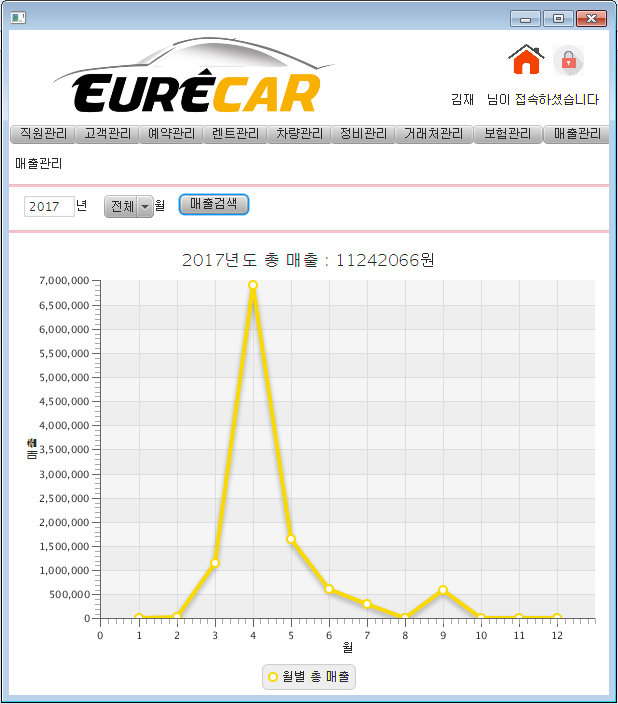 EURÊCAR
김재 님이 접속하셨습니다
직원관리 고객관리 예약관리 렌트관리 차량관리 정비관리 거래처관리 보험관리 매출관리
매출관리
2017 년 전체 월 매출검색
2017년도 총 매출 : 11242066원
7,000,000
6,500,000
6,000,000
5,500,000
5,000,000
4,500,000
4,000,000
3,500,000
3,000,000
2,500,000
2,000,000
1,500,000
1,000,000
500,000
0
0 1 2 3 4 5 6 7 8 9 10 11 12
월
월별 총 매출